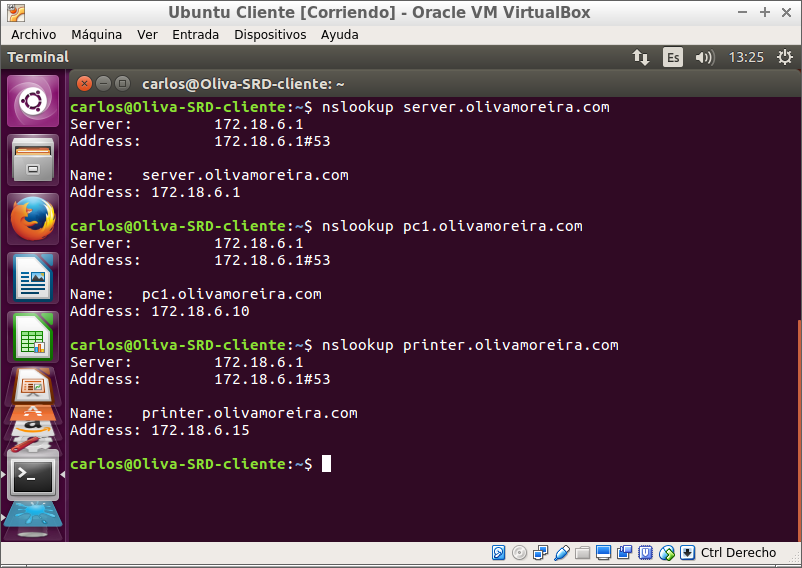 Ubuntu Cliente [Corriendo] - Oracle VM VirtualBox
Archivo Máquina Ver Entrada Dispositivos Ayuda
Terminal Es 13:25
carlos@Oliva-SRD-cliente: ~
carlos@Oliva-SRD-cliente:~$ nslookup server.olivamoreira.com
Server: 172.18.6.1
Address: 172.18.6.1#53
Name: server.olivamoreira.com
Address: 172.18.6.1
carlos@Oliva-SRD-cliente:~$ nslookup pc1.olivamoreira.com
Server: 172.18.6.1
Address: 172.18.6.1#53
Name: pc1.olivamoreira.com
Address: 172.18.6.10
carlos@Oliva-SRD-cliente:~$ nslookup printer.olivamoreira.com
Server: 172.18.6.1
Address: 172.18.6.1#53
Name: printer.olivamoreira.com
Address: 172.18.6.15
carlos@Oliva-SRD-cliente:~$
Ctrl Derecho